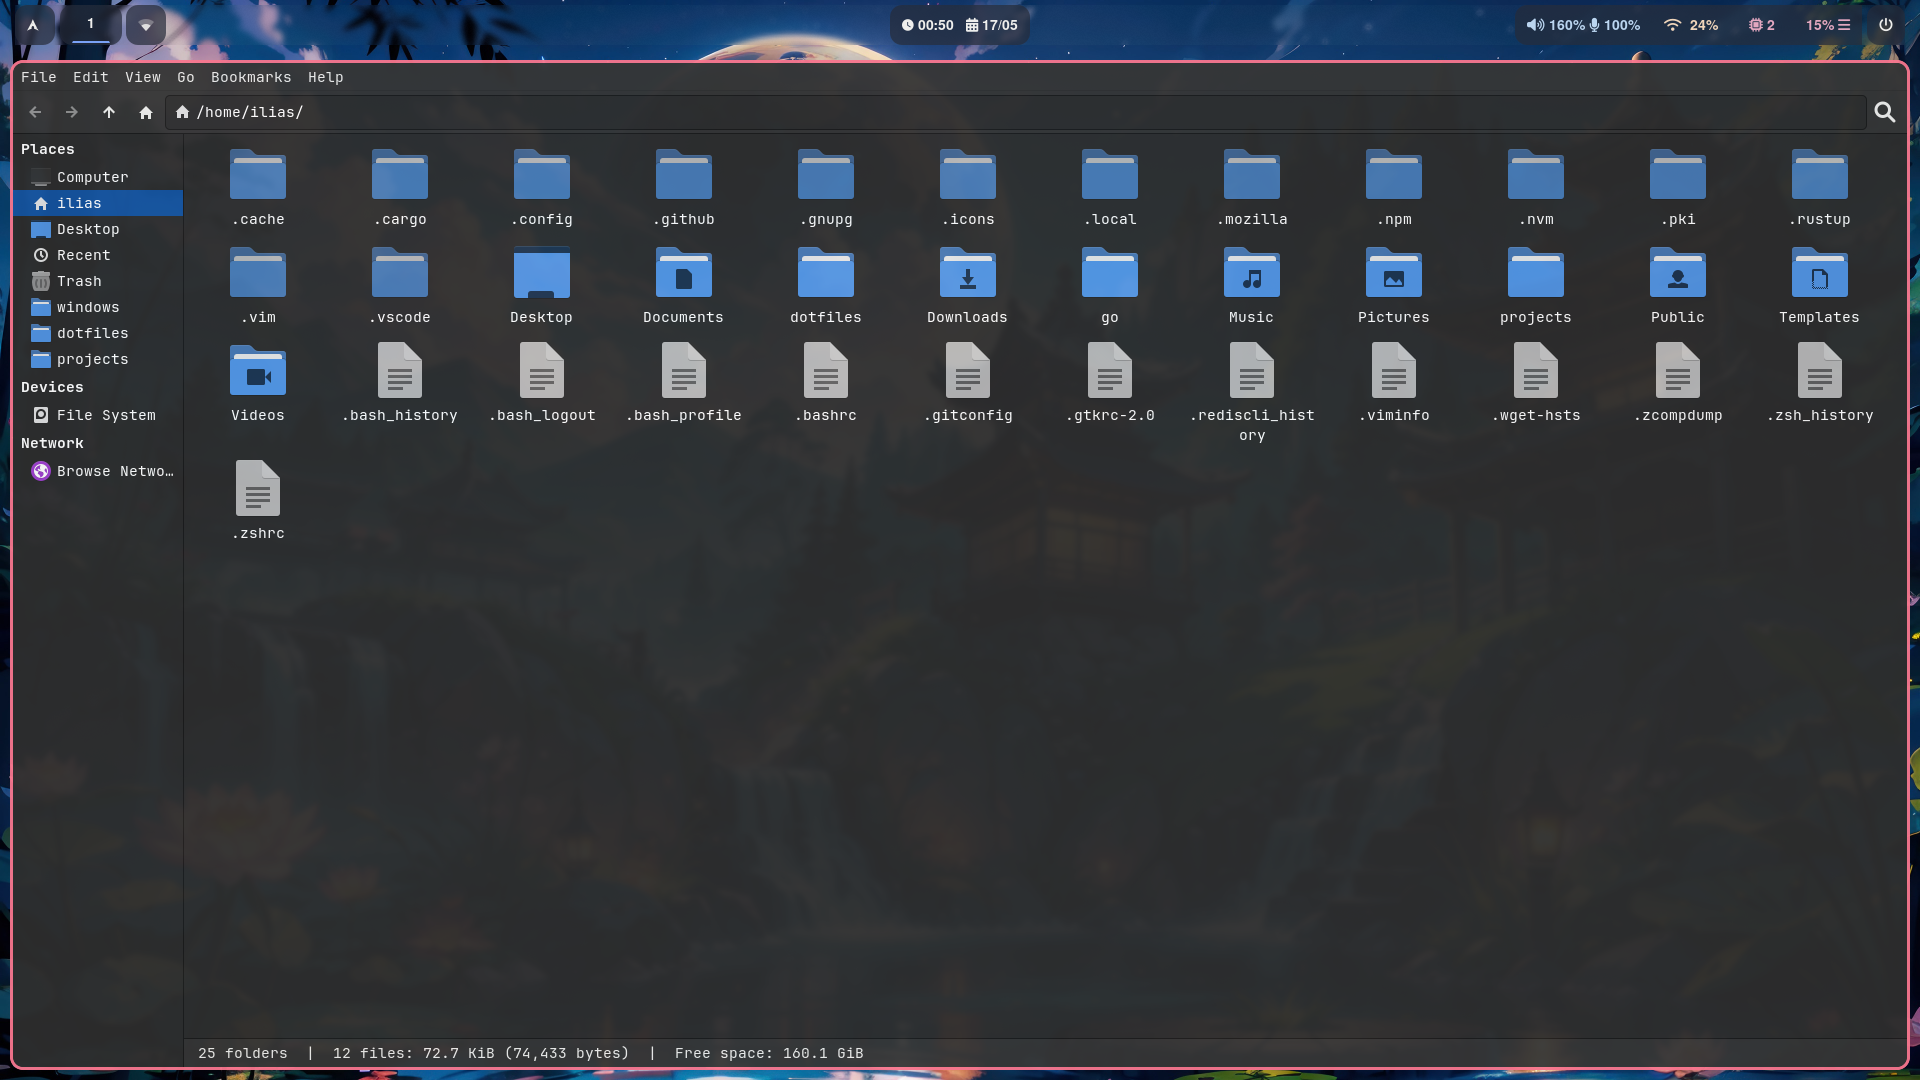 1
00:50 17/05
160% 100% 24% 2 15%
File Edit View Go Bookmarks Help
/home/ilias/
Places
Computer
ilias
Desktop
Recent
Trash
windows
dotfiles
projects
Devices
File System
Network
Browse Netwo…
.cache .cargo .config .github .gnupg .icons .local .mozilla .npm .nvm .pki .rustup
.vim .vscode Desktop Documents dotfiles Downloads go Music Pictures projects Public Templates
Videos .bash_history .bash_logout .bash_profile .bashrc .gitconfig .gtkrc-2.0 .rediscli_hist .viminfo .wget-hsts .zcompdump .zsh_history
ory
.zshrc
25 folders | 12 files: 72.7 KiB (74,433 bytes) | Free space: 160.1 GiB